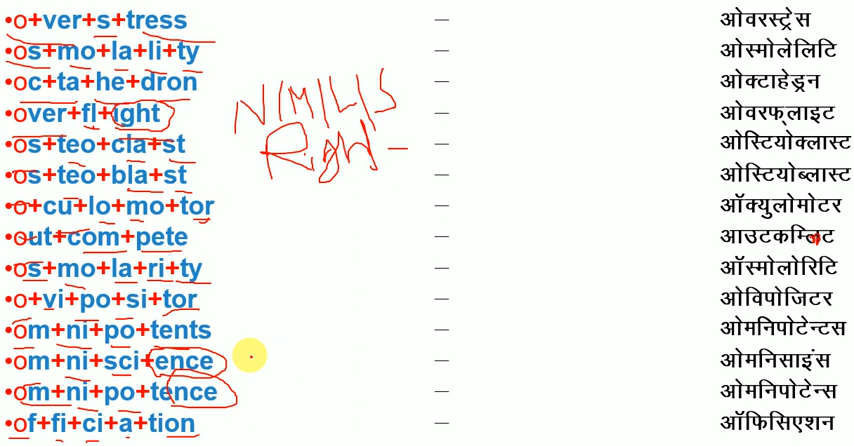 •o+ver+s+tress — ओवरस्ट्रेस
•os+mo+la+li+ty — ओस्मोलेलिटि
•oc+ta+he+dron — ओक्टाहेड्रन
•over+fl+ight — ओवरफ्लाइट
•os+teo+cla+st — ओस्टियोक्लास्ट
•os+teo+bla+st — ओस्टियोब्लास्ट
•o+cu+lo+mo+tor — ऑक्युलोमोटर
•out+com+pete — आउटकम्लिट
•os+mo+la+ri+ty — ऑस्मोलोरिटि
•o+vi+po+si+tor — ओविपोजिटर
•om+ni+po+tents — ओमनिपोटेन्टस
•om+ni+sci+ence — ओमनिसाइंस
•om+ni+po+tence — ओमनिपोटेन्स
•of+fi+ci+a+tion — ऑफिसिएशन
N/M/L/S
Right —